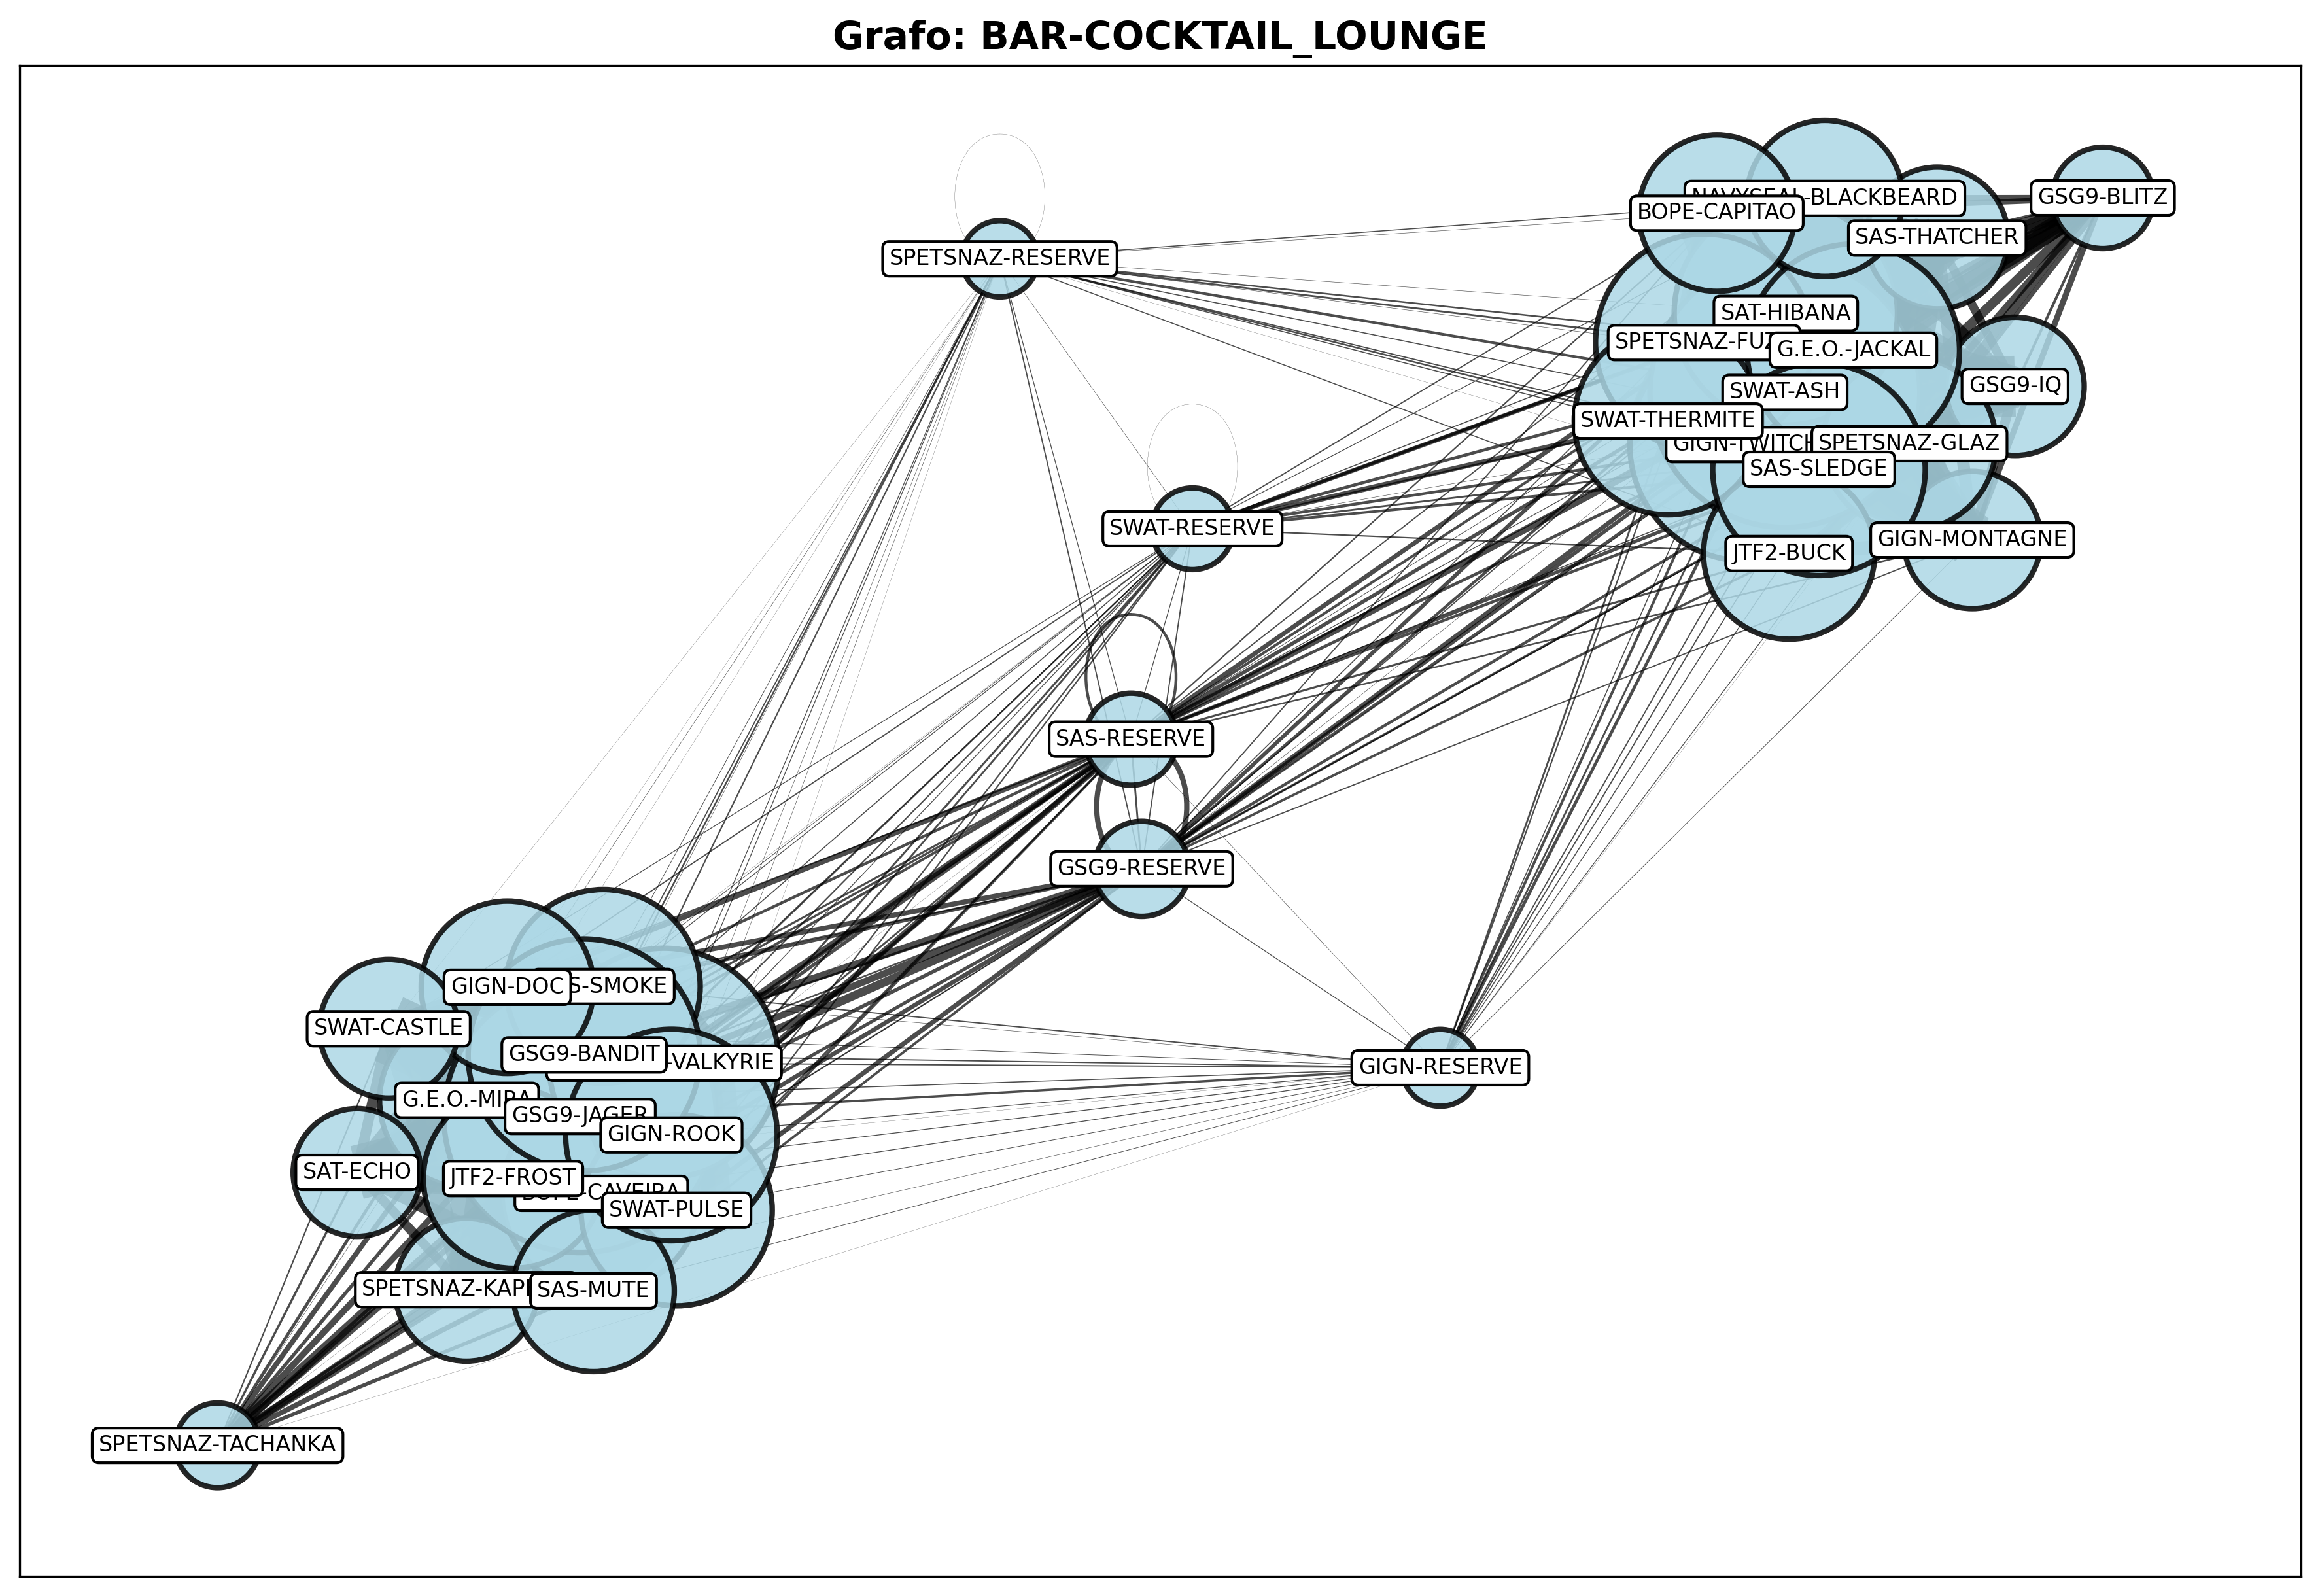 Grafo: BAR-COCKTAIL_LOUNGE
GSG9-BLITZ
-BLACKBEARD
BOPE-CAPITAO
SAS-THATCHER
SPETSNAZ-RESERVE
SAT-HIBANA
SPETSNAZ-FUZ
G.E.O.-JACKAL
GSG9-IQ
SWAT-ASH
SWAT-THERMITE
GIGN-TWITCH
SPETSNAZ-GLAZ
SAS-SLEDGE
SWAT-RESERVE
GIGN-MONTAGNE
JTF2-BUCK
SAS-RESERVE
GSG9-RESERVE
GIGN-DOC
S-SMOKE
SWAT-CASTLE
GSG9-BANDIT
-VALKYRIE
GIGN-RESERVE
G.E.O.-MIRA
GSG9-JAGER
GIGN-ROOK
SAT-ECHO
JTF2-FROST
SWAT-PULSE
SPETSNAZ-KAP
SAS-MUTE
SPETSNAZ-TACHANKA